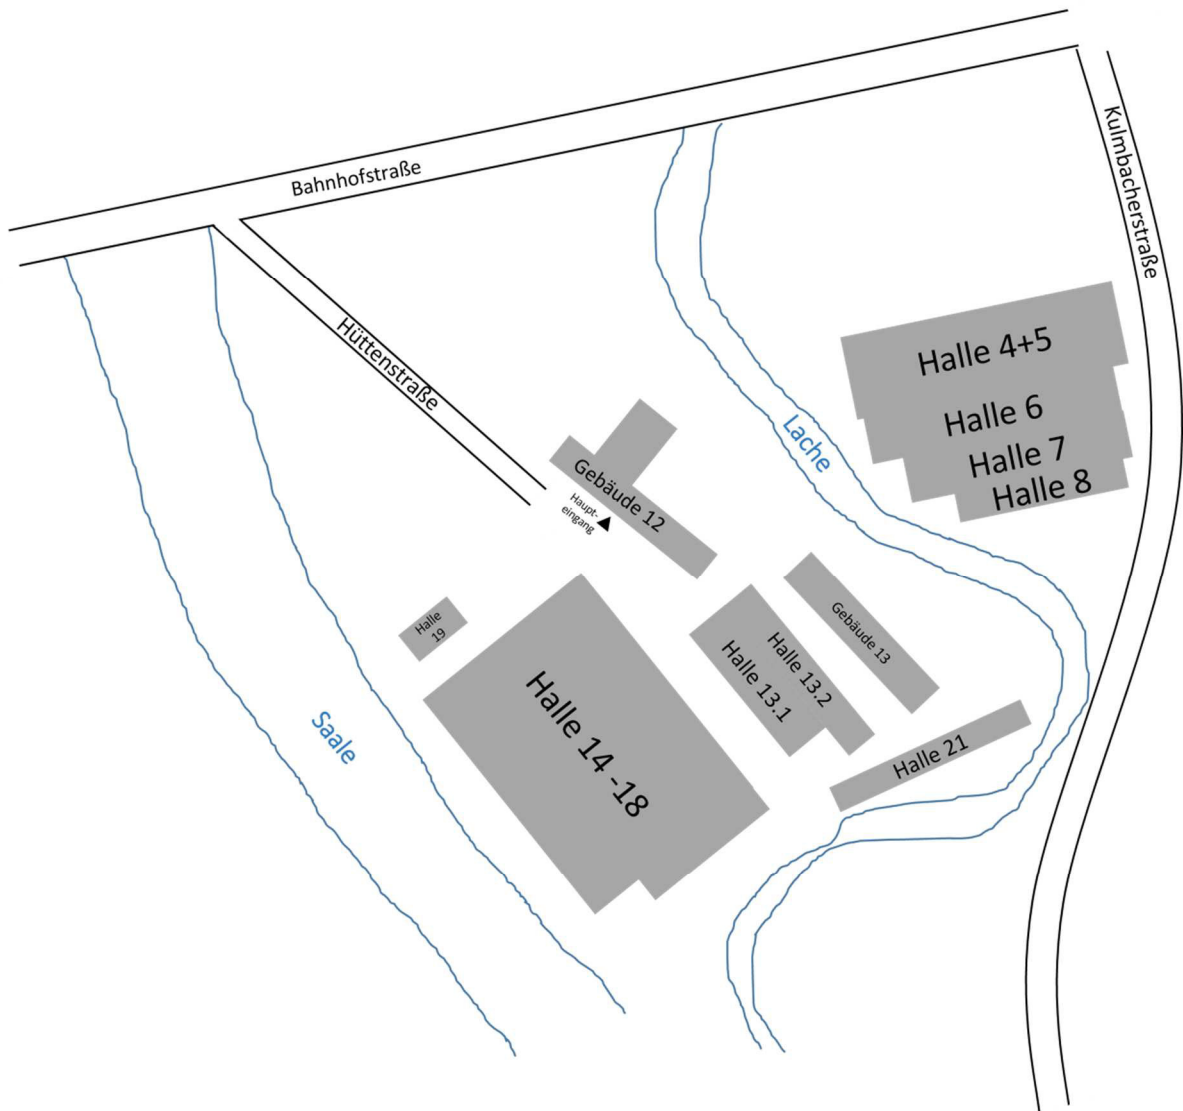 Bahnhofstraße
Kulmbacherstraße
Hüttenstraße
Halle 4+5
Halle 6
Halle 7
Halle 8
Lache
Gebäude 12
Haupt-
eingang
Halle
19
Gebäude 13
Halle 13.2
Halle 13.1
Halle 14 -18
Halle 21
Saale